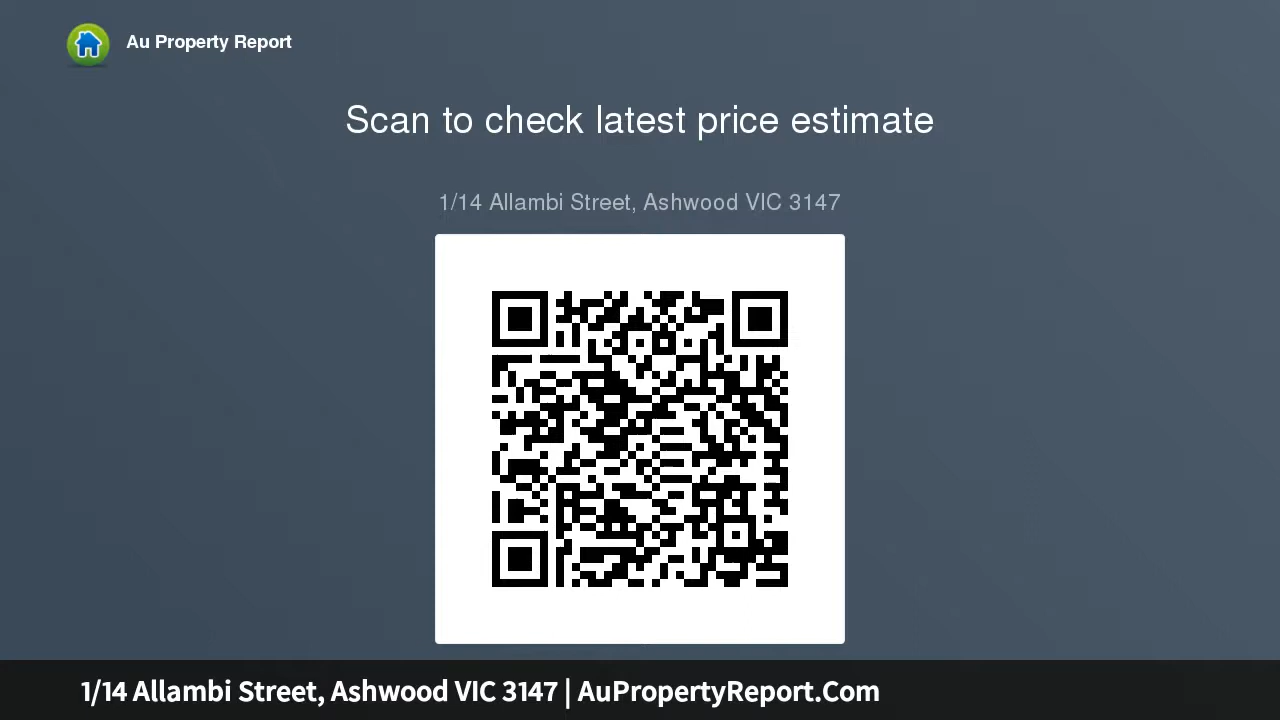 Au Property Report
Scan to check latest price estimate
1/14 Allambi Street, Ashwood VIC 3147
1/14 Allambi Street, Ashwood VIC 3147 | AuPropertyReport.Com